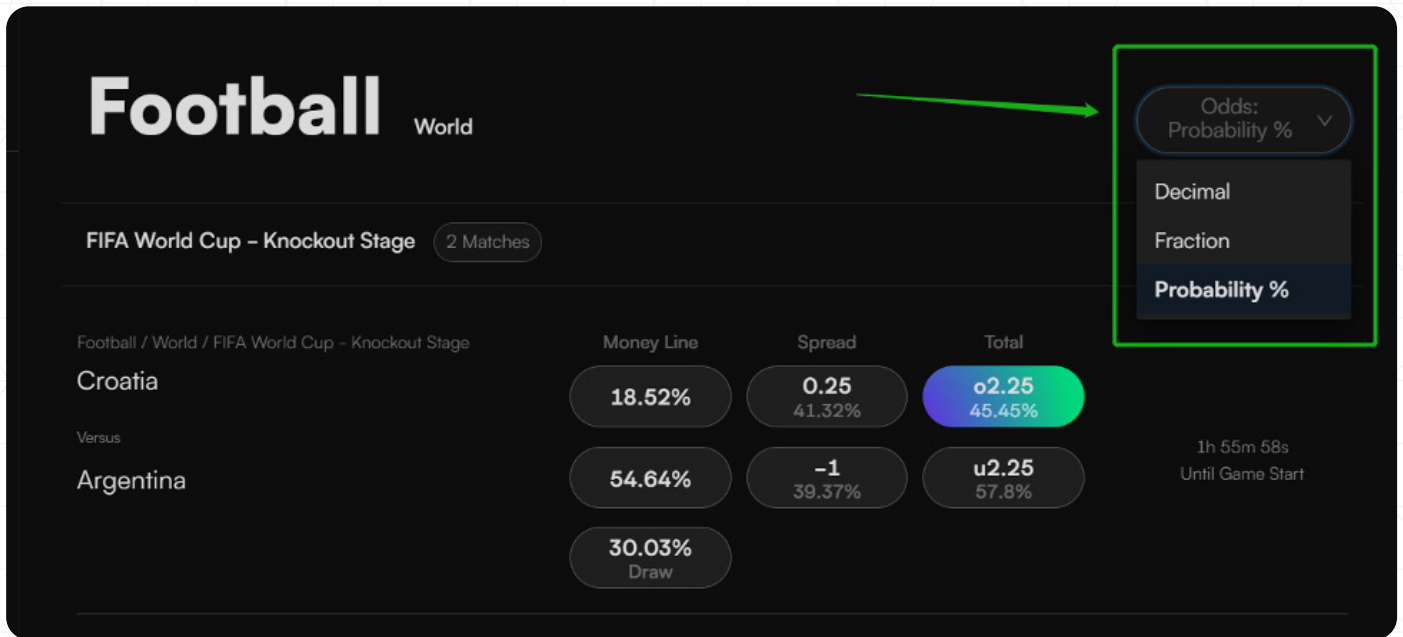 Football World
Odds:
Probability %
Decimal
Fraction
Probability %
FIFA World Cup – Knockout Stage 2 Matches
Football / World / FIFA World Cup – Knockout Stage
Money Line Spread Total
Croatia
18.52%
0.25
41.32%
o2.25
45.45%
Versus
Argentina
54.64%
–1
39.37%
u2.25
57.8%
1h 55m 58s
Until Game Start
30.03%
Draw